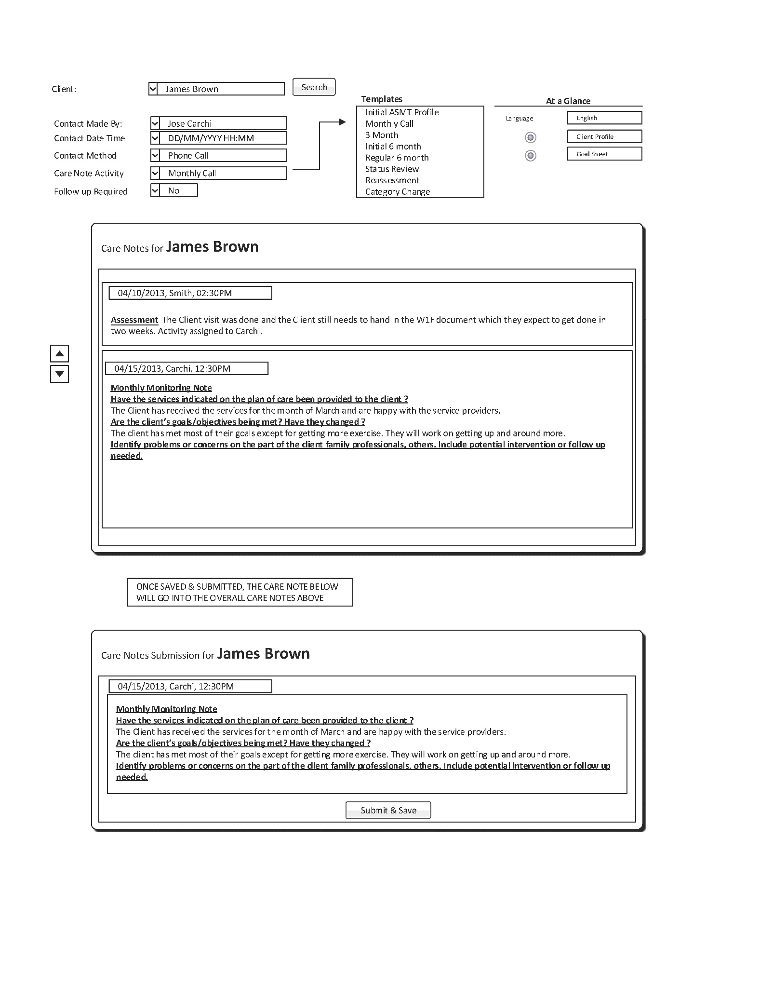 Client:
James Brown
Search
Contact Made By:
Jose Carchi
Contact Date Time
DD/MM/YYYY HH:MM
Contact Method
Phone Call
Care Note Activity
Monthly Call
Follow up Required
No
Templates
Initial ASMT Profile
Monthly Call
3 Month
Initial 6 month
Regular 6 month
Status Review
Reassessment
Category Change
At a Glance
Language
English
Client Profile
Goal Sheet
Care Notes for James Brown
04/10/2013, Smith, 02:30PM
Assessment The Client visit was done and the Client still needs to hand in the W1F document which they expect to get done in
two weeks. Activity assigned to Carchi.
04/15/2013, Carchi, 12:30PM
Monthly Monitoring Note
Have the services indicated on the plan of care been provided to the client ?
The Client has received the services for the month of March and are happy with the service providers.
Are the client's goals/objectives being met? Have they changed ?
The client has met most of their goals except for getting more exercise. They will work on getting up and around more.
Identify problems or concerns on the part of the client family professionals, others. Include potential intervention or follow up
needed.
ONCE SAVED & SUBMITTED, THE CARE NOTE BELOW
WILL GO INTO THE OVERALL CARE NOTES ABOVE
Care Notes Submission for James Brown
04/15/2013, Carchi, 12:30PM
Monthly Monitoring Note
Have the services indicated on the plan of care been provided to the client ?
The Client has received the services for the month of March and are happy with the service providers.
Are the client's goals/objectives being met? Have they changed ?
The client has met most of their goals except for getting more exercise. They will work on getting up and around more.
Identify problems or concerns on the part of the client family professionals, others. Include potential intervention or follow up
needed.
Submit & Save